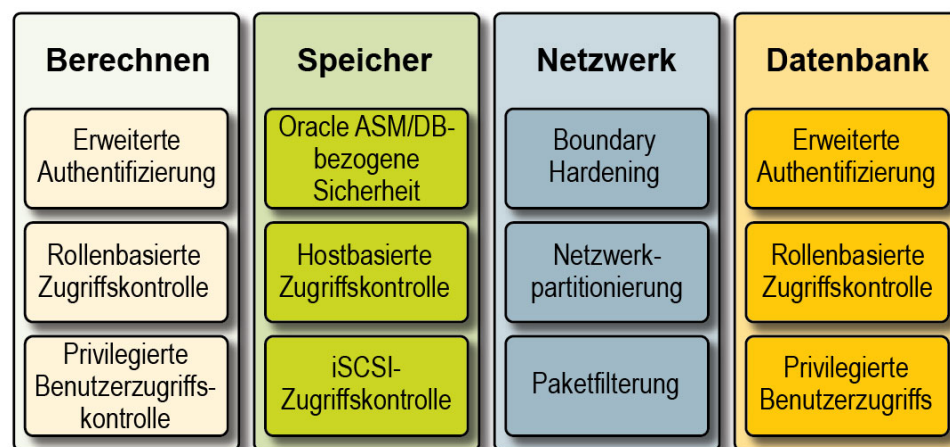 Berechnen
Erweiterte
Authentifizierung
Rollenbasierte
Zugriffskontrolle
Privilegierte
Benutzerzugriffs-
kontrolle
Speicher
Oracle ASM/DB-
bezogene
Sicherheit
Hostbasierte
Zugriffskontrolle
iSCSI-
Zugriffskontrolle
Netzwerk
Boundary
Hardening
Netzwerk-
partitionierung
Paketfilterung
Datenbank
Erweiterte
Authentifizierung
Rollenbasierte
Zugriffskontrolle
Privilegierte
Benutzerzugriffs